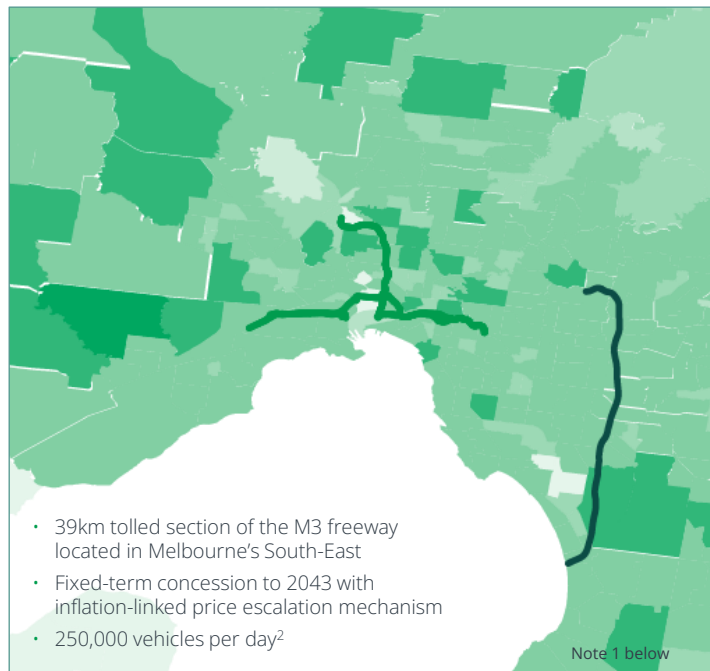 • 39km tolled section of the M3 freeway
located in Melbourne's South-East
• Fixed-term concession to 2043 with
inflation-linked price escalation mechanism
• 250,000 vehicles per day²
Note 1 below